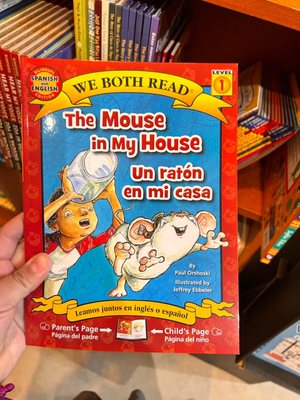 SPANISH
and
ENGLISH
WE BOTH READ®
LEVEL
1
The Mouse
in My House
Un ratón
en mi casa
By
Paul Orshoski
Illustrated by
Jeffrey Ebbeler
Leamos juntos en inglés o español
Parent's Page
Página del padre
Child's Page
Página del niño